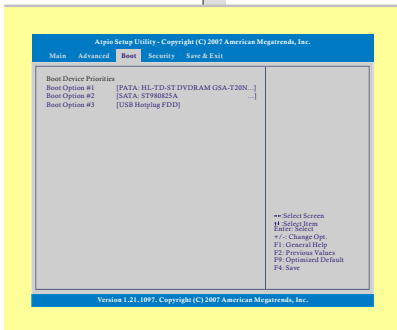 Atpio Setup Utility - Copyright (C) 2007 American Megatrends, Inc.
Main Advanced Boot Security Save & Exit
Boot Device Priorities
Boot Option #1 [PATA: HL-TD-ST DVDRAM GSA-T20N...]
Boot Option #2 [SATA: ST980825A ...]
Boot Option #3 [USB Hotplug FDD]
↔:Select Screen
↕:Select Item
Enter: Select
+/-: Change Opt.
F1: General Help
F2: Previous Values
F9: Optimized Default
F4: Save
Version 1.21.1097. Copyright (C) 2007 American Megatrends, Inc.